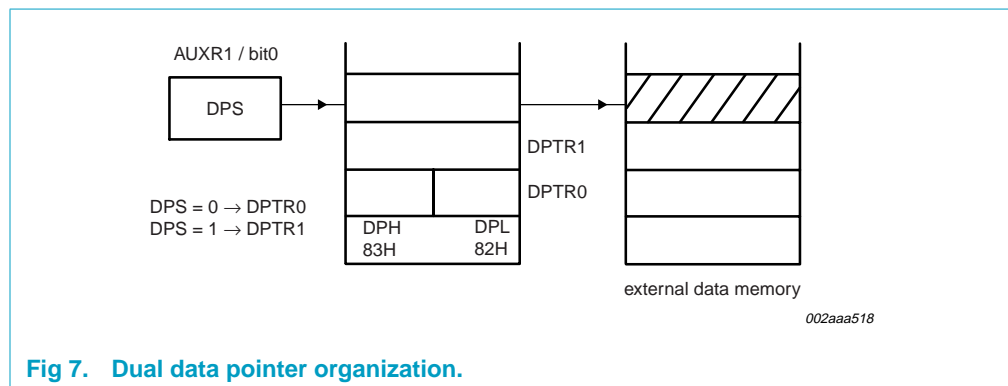 AUXR1 / bit0
DPS
DPTR1
DPTR0
DPS = 0 → DPTR0
DPS = 1 → DPTR1
DPH DPL
83H 82H
external data memory
002aaa518
Fig 7. Dual data pointer organization.